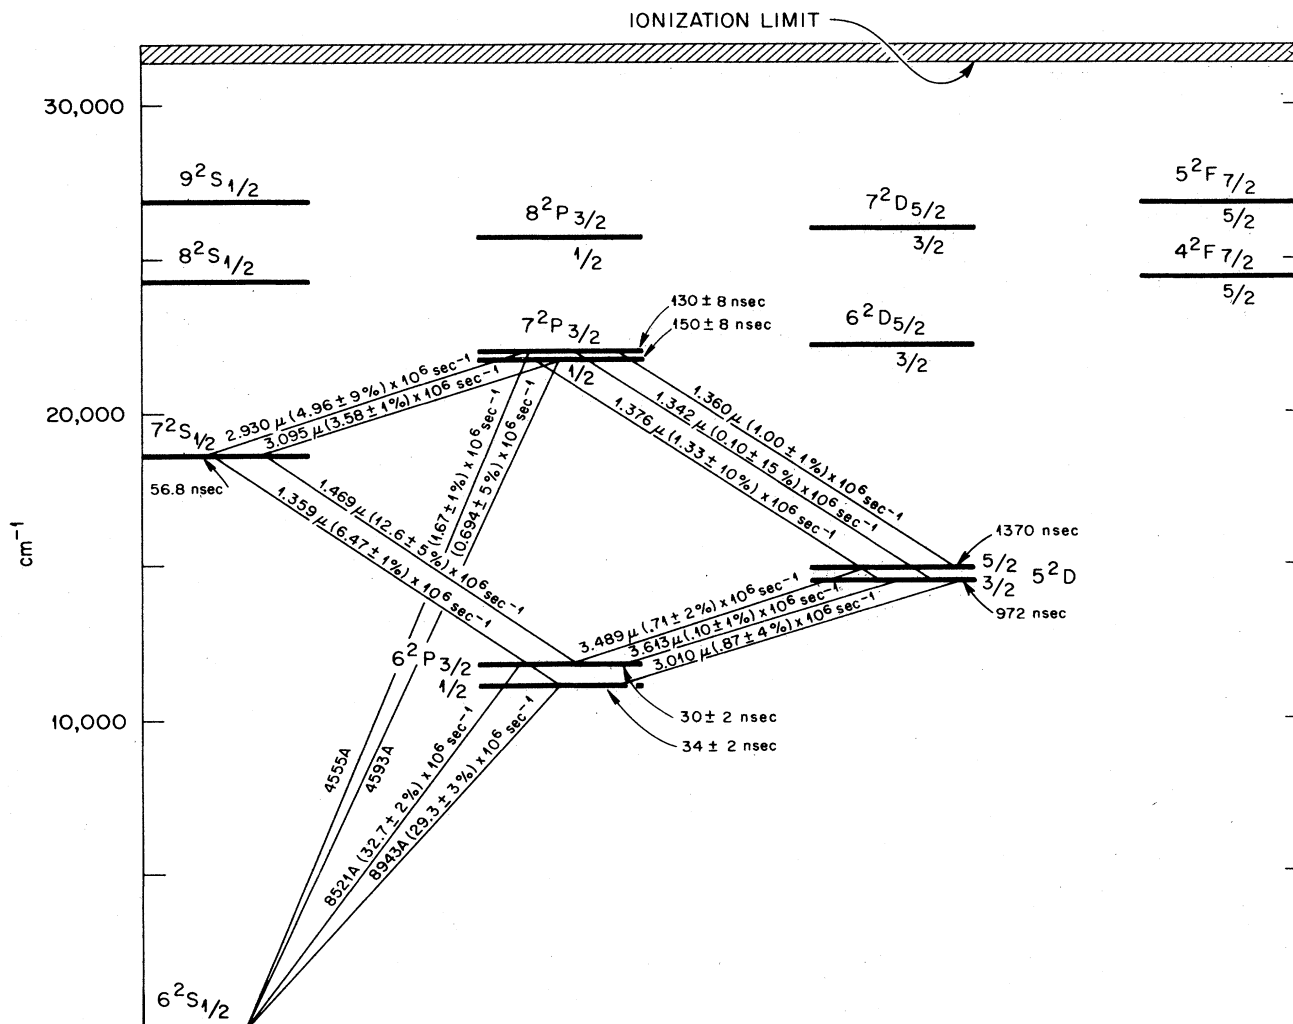 IONIZATION LIMIT
30,000
9²S1/2
8²P3/2
1/2
7²D5/2
3/2
5²F7/2
5/2
8²S1/2
4²F7/2
5/2
130 ± 8 nsec
150 ± 8 nsec
7²P3/2
1/2
6²D5/2
3/2
20,000
7²S1/2
2.930 μ (4.96 ± 9%) x 10⁶ sec⁻¹
3.095 μ (3.58 ± 1%) x 10⁶ sec⁻¹
(1.67 ± 1%) x 10⁶ sec⁻¹
(0.694 ± 5%) x 10⁶ sec⁻¹
1.360 μ (1.00 ± 1%) x 10⁶ sec⁻¹
1.342 μ (0.10 ± 15%) x 10⁶ sec⁻¹
1.376 μ (1.33 ± 10%) x 10⁶ sec⁻¹
56.8 nsec
1.469 μ (12.6 ± 5%) x 10⁶ sec⁻¹
1.359 μ (6.47 ± 1%) x 10⁶ sec⁻¹
cm⁻¹
1370 nsec
5/2
3/2
5²D
972 nsec
3.489 μ (.71 ± 2%) x 10⁶ sec⁻¹
3.613 μ (.10 ± 1%) x 10⁶ sec⁻¹
3.010 μ (.87 ± 4%) x 10⁶ sec⁻¹
6²P3/2
1/2
30 ± 2 nsec
34 ± 2 nsec
10,000
4555A
4593A
8521A (32.7 ± 2%) x 10⁶ sec⁻¹
8943A (29.3 ± 3%) x 10⁶ sec⁻¹
6²S1/2